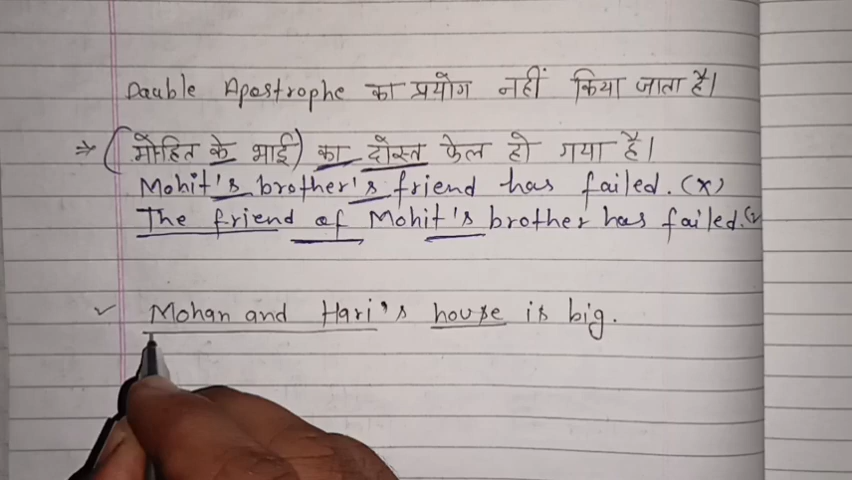 Double Apostrophe का प्रयोग नहीं किया जाता है।
⇒ (मोहित के भाई) का दोस्त फेल हो गया है।
Mohit's brother's friend has failed. (x)
The friend of Mohit's brother has failed. (✓
✓ Mohan and Hari's house is big.